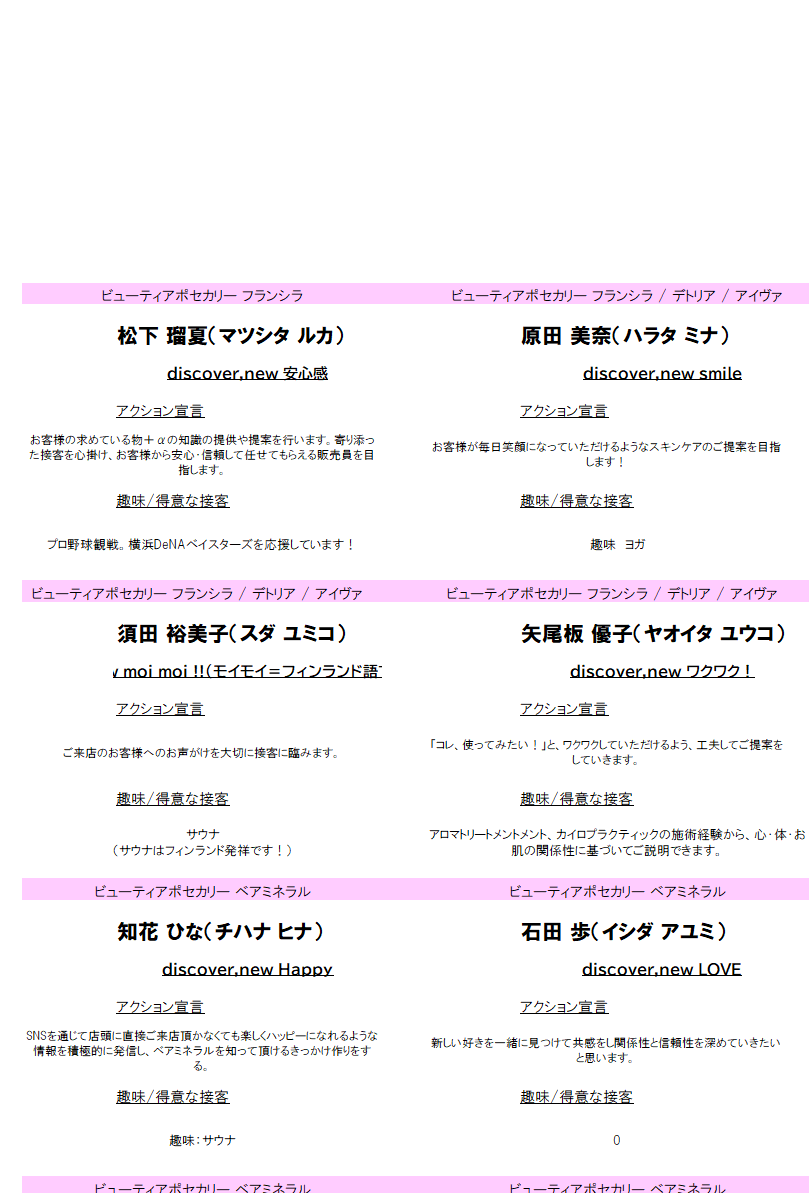 ビューティアポセカリー フランシラ
松下 瑠夏（マツシタ ルカ）
discover,new 安心感
アクション宣言
お客様の求めている物＋αの知識の提供や提案を行います。寄り添っ
た接客を心掛け、お客様から安心・信頼して任せてもらえる販売員を目
指します。
趣味/得意な接客
プロ野球観戦。横浜DeNAベイスターズを応援しています！
ビューティアポセカリー フランシラ / デトリア / アイヴァ
原田 美奈（ハラタ ミナ）
discover,new smile
アクション宣言
お客様が毎日笑顔になっていただけるようなスキンケアのご提案を目指
します！
趣味/得意な接客
趣味　ヨガ
ビューティアポセカリー フランシラ / デトリア / アイヴァ
須田 裕美子（スダ ユミコ）
moi moi !!（モイモイ＝フィンランド語
アクション宣言
ご来店のお客様へのお声がけを大切に接客に臨みます。
趣味/得意な接客
サウナ
（サウナはフィンランド発祥です！）
ビューティアポセカリー フランシラ / デトリア / アイヴァ
矢尾板 優子（ヤオイタ ユウコ）
discover,new ワクワク！
アクション宣言
「コレ、使ってみたい！」と、ワクワクしていただけるよう、工夫してご提案を
していきます。
趣味/得意な接客
アロマトリートメントメント、カイロプラクティックの施術経験から、心・体・お
肌の関係性に基づいてご説明できます。
ビューティアポセカリー ベアミネラル
知花 ひな（チハナ ヒナ）
discover,new Happy
アクション宣言
SNSを通じて店頭に直接ご来店頂かなくても楽しくハッピーになれるような
情報を積極的に発信し、ベアミネラルを知って頂けるきっかけ作りをす
る。
趣味/得意な接客
趣味：サウナ
ビューティアポセカリー ベアミネラル
石田 歩（イシダ アユミ）
discover,new LOVE
アクション宣言
新しい好きを一緒に見つけて共感をし関係性と信頼性を深めていきたい
と思います。
趣味/得意な接客
0
ビューティアポセカリー ベアミネラル
ビューティアポセカリー ベアミネラル